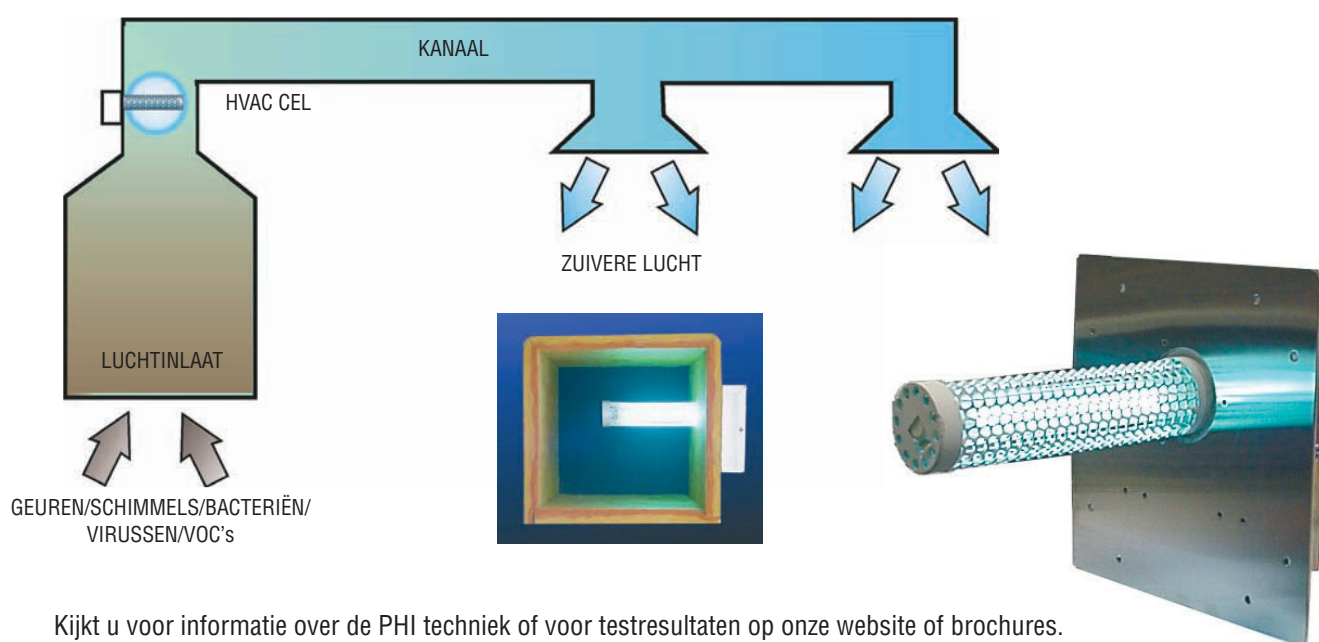 KANAAL
HVAC CEL
ZUIVERE LUCHT
LUCHTINLAAT
GEUREN/SCHIMMELS/BACTERIËN/
VIRUSSEN/VOC’s
Kijkt u voor informatie over de PHI techniek of voor testresultaten op onze website of brochures.